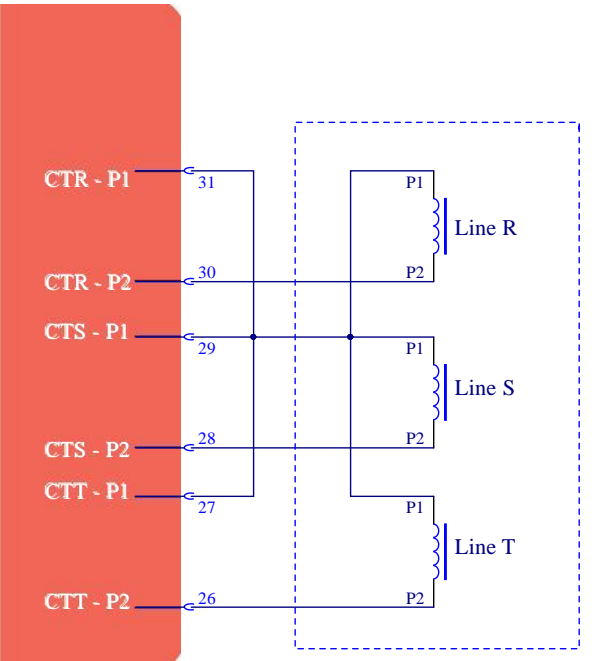 CTR - P1
31
P1
Line R
CTR - P2
30
P2
CTS - P1
29
P1
Line S
CTS - P2
28
P2
CTT - P1
27
P1
Line T
CTT - P2
26
P2